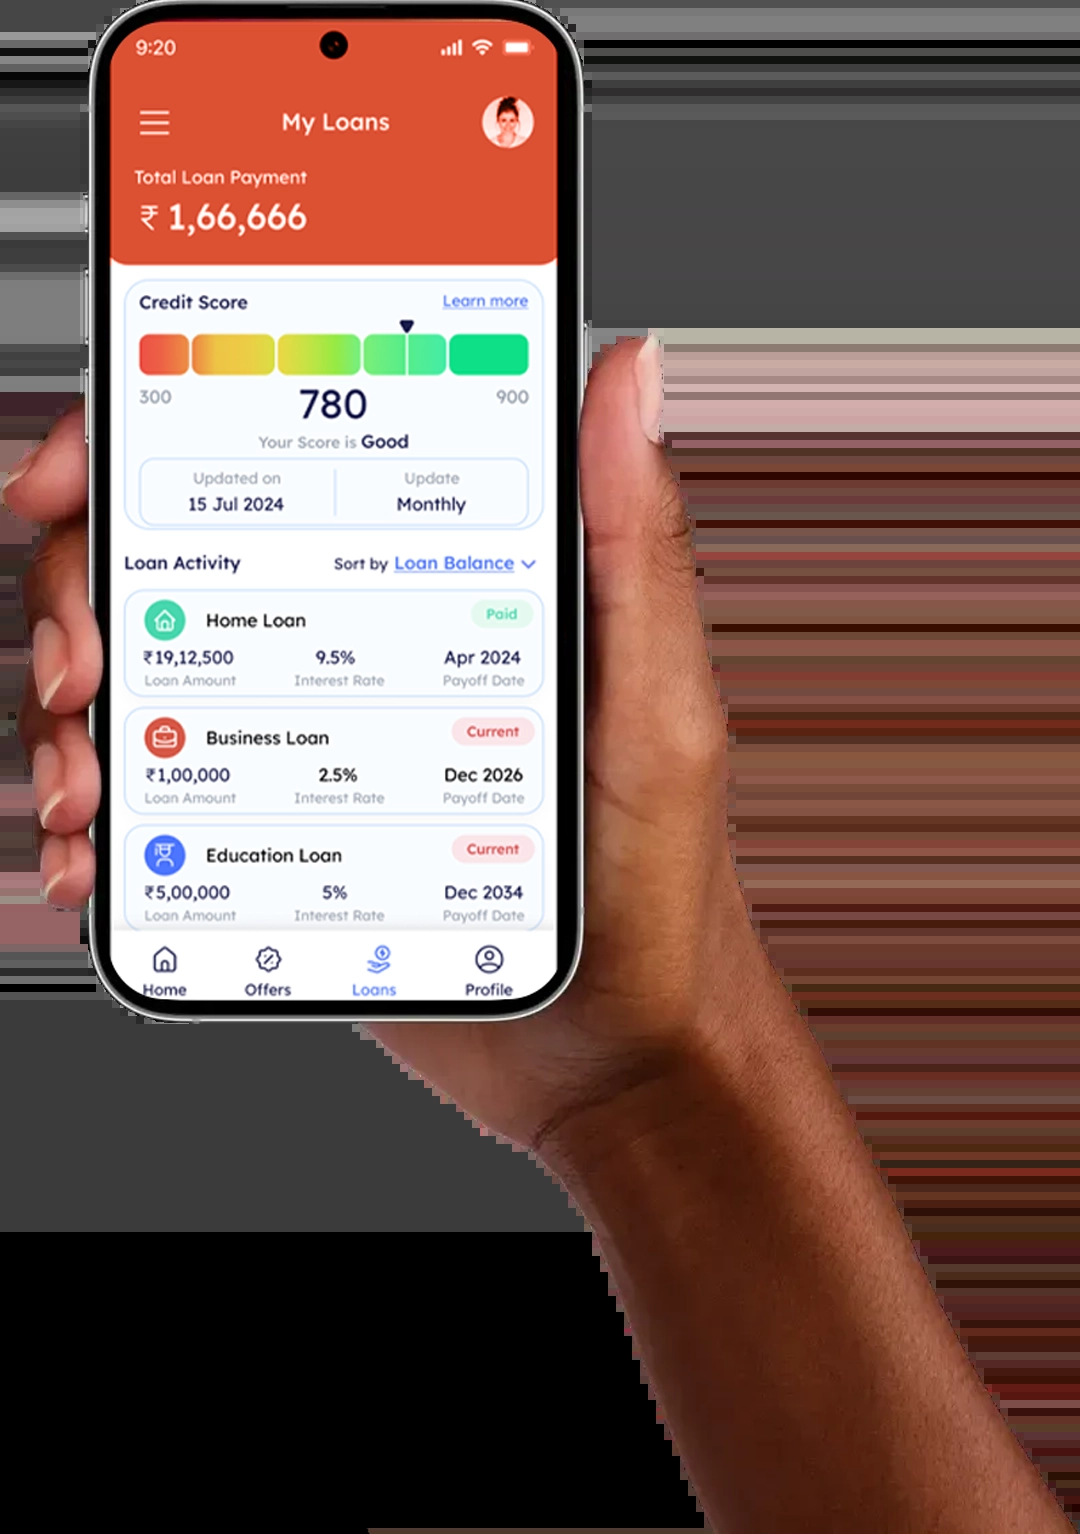 9:20
My Loans
Total Loan Payment
₹ 1,66,666
Credit Score Learn more
300 780 900
Your Score is Good
Updated on Update
15 Jul 2024 Monthly
Loan Activity Sort by Loan Balance
Home Loan Paid
₹19,12,500 9.5% Apr 2024
Loan Amount Interest Rate Payoff Date
Business Loan Current
₹1,00,000 2.5% Dec 2026
Loan Amount Interest Rate Payoff Date
Education Loan Current
₹5,00,000 5% Dec 2034
Loan Amount Interest Rate Payoff Date
Home Offers Loans Profile